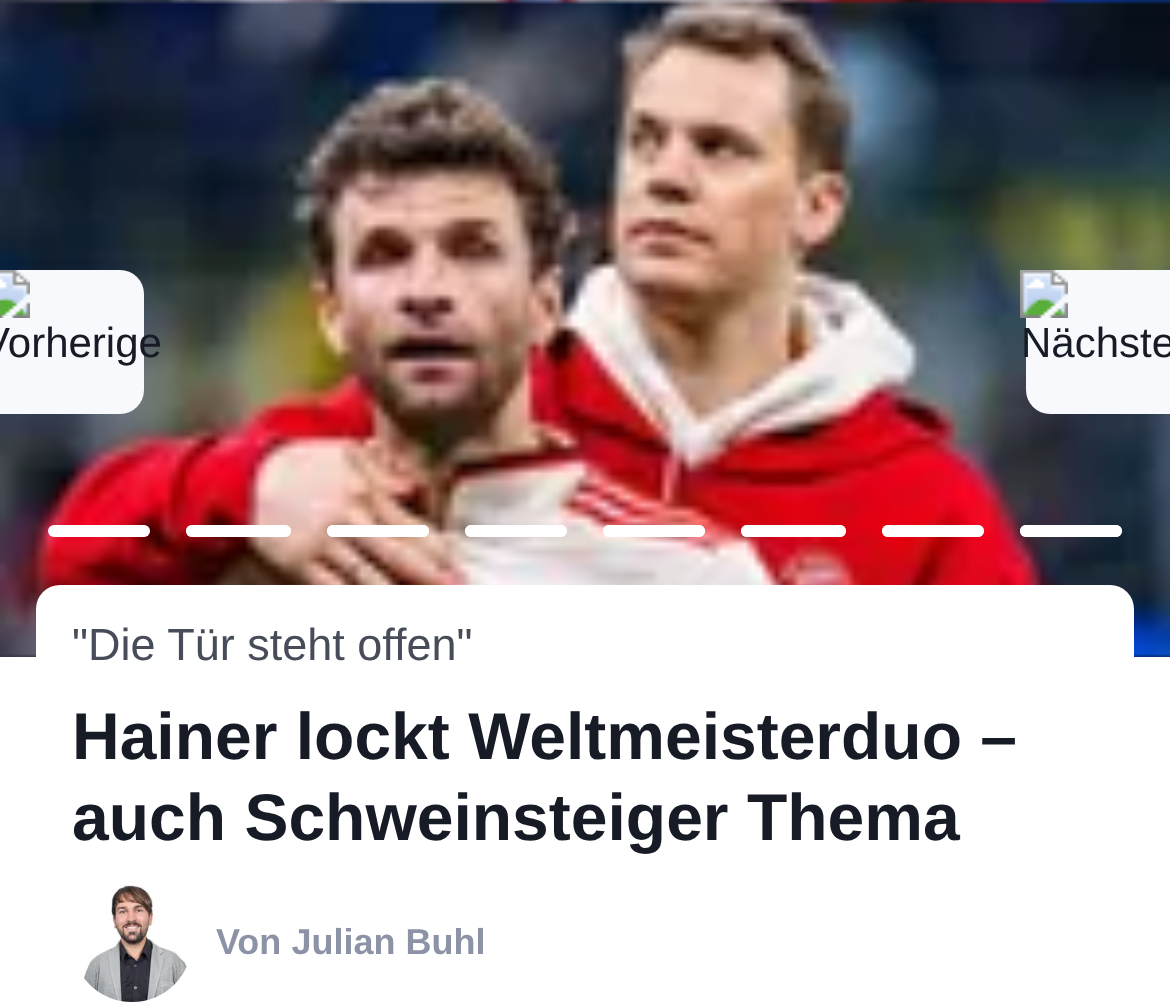 Vorherige
Nächste
"Die Tür steht offen"
Hainer lockt Weltmeisterduo –
auch Schweinsteiger Thema
Von Julian Buhl